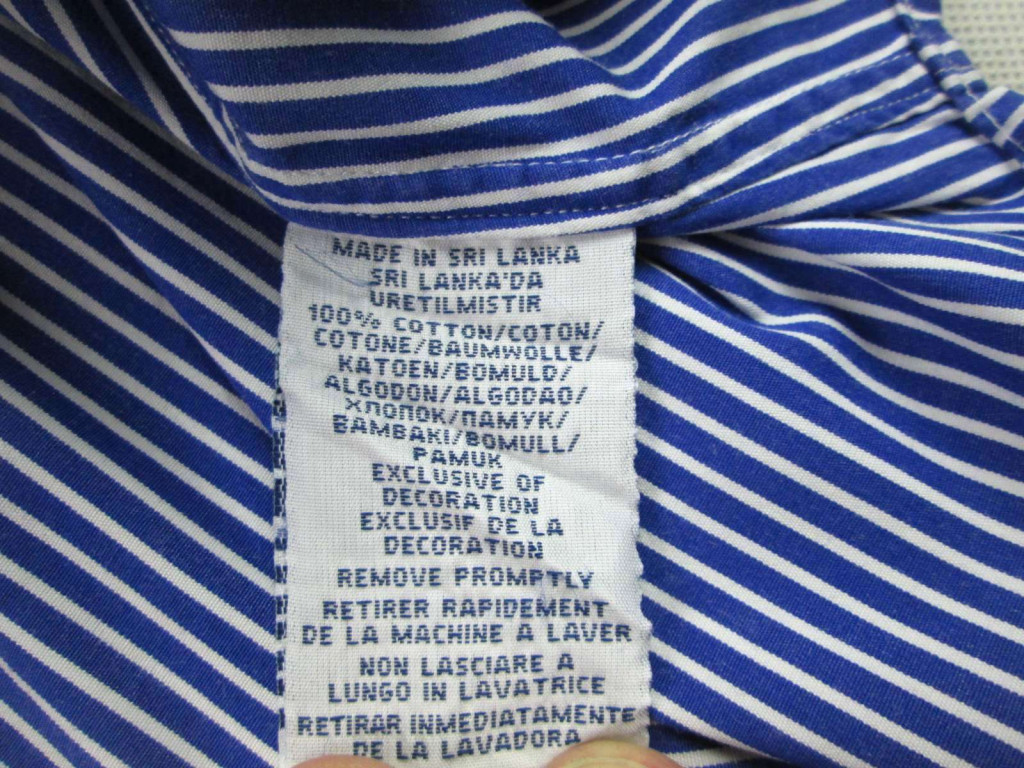 MADE IN SRI LANKA
SRI LANKA'DA
URETILMISTIR
100% COTTON/COTON/
COTONE/BAUMWOLLE/
KATOEN/BOMULD/
ALGODON/ALGODAO/
ХЛОПОК/ПАМУК/
BAMBAKI/BOMULL/
PAMUK
EXCLUSIVE OF
DECORATION
EXCLUSIF DE LA
DECORATION
REMOVE PROMPTLY
RETIRER RAPIDEMENT
DE LA MACHINE A LAVER
NON LASCIARE A
LUNGO IN LAVATRICE
RETIRAR INMEDIATAMENTE
DE LA LAVADORA